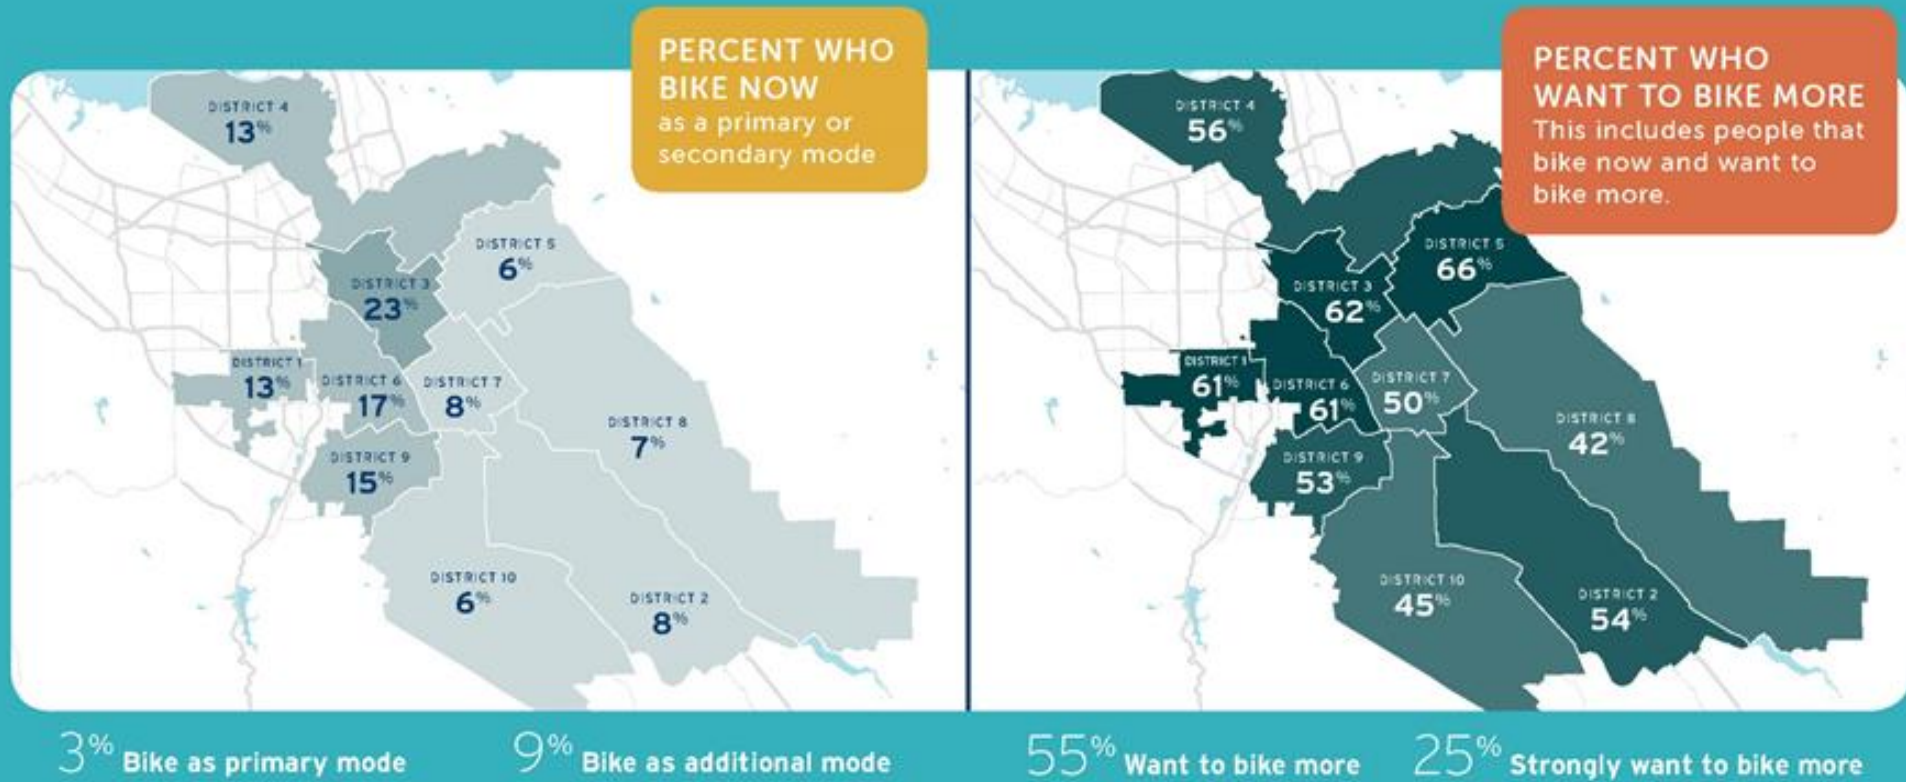 PERCENT WHO
BIKE NOW
as a primary or
secondary mode
DISTRICT 4
13%
DISTRICT 5
6%
DISTRICT 3
23%
DISTRICT 1
13%
DISTRICT 6
17%
DISTRICT 7
8%
DISTRICT 8
7%
DISTRICT 9
15%
DISTRICT 10
6%
DISTRICT 2
8%
3% Bike as primary mode
9% Bike as additional mode
PERCENT WHO
WANT TO BIKE MORE
This includes people that
bike now and want to
bike more.
DISTRICT 4
56%
DISTRICT 5
66%
DISTRICT 3
62%
DISTRICT 1
61%
DISTRICT 6
61%
DISTRICT 7
50%
DISTRICT 8
42%
DISTRICT 9
53%
DISTRICT 10
45%
DISTRICT 2
54%
55% Want to bike more
25% Strongly want to bike more